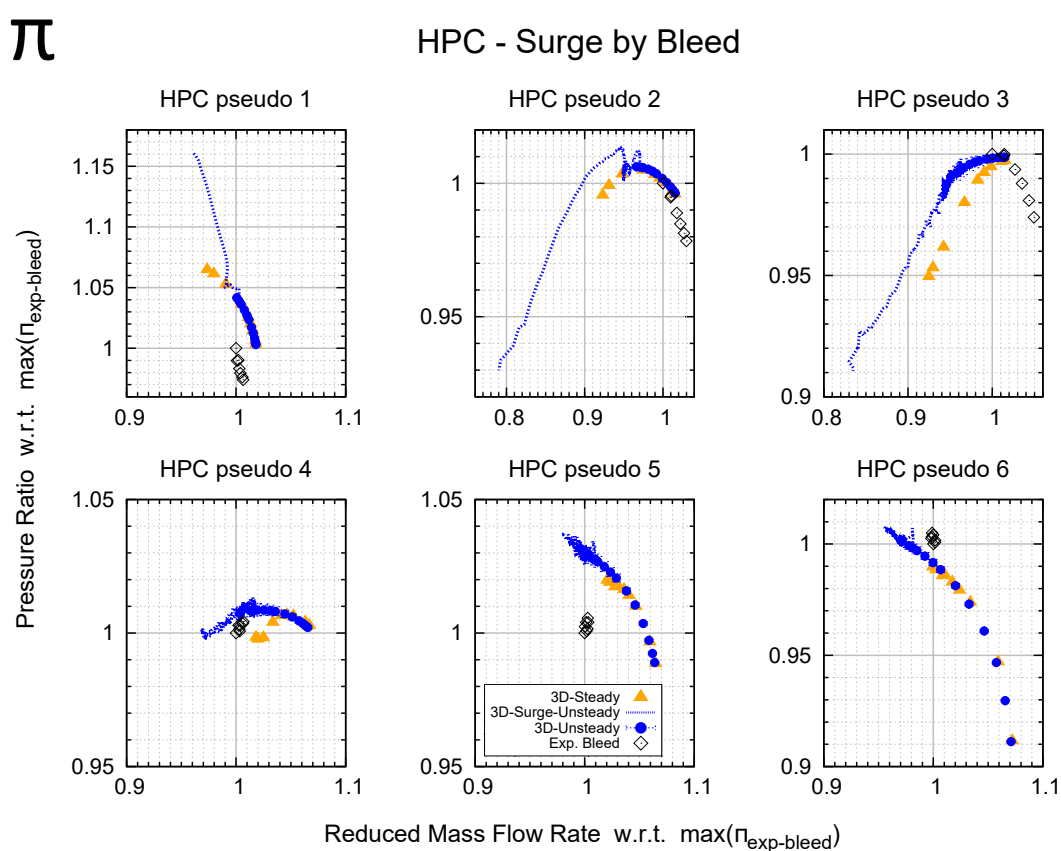 π
HPC - Surge by Bleed
HPC pseudo 1
HPC pseudo 2
HPC pseudo 3
1.15
1.1
1.05
1
0.9
1
1.1
1
0.95
0.8
0.9
1
1
0.95
0.9
0.8
0.9
1
Pressure Ratio w.r.t. max(π_exp-bleed)
HPC pseudo 4
HPC pseudo 5
HPC pseudo 6
1.05
1
0.95
0.9
1
1.1
1.05
1
0.95
0.9
1
1.1
3D-Steady
3D-Surge-Unsteady
3D-Unsteady
Exp. Bleed
1
0.95
0.9
0.9
1
1.1
Reduced Mass Flow Rate w.r.t. max(π_exp-bleed)